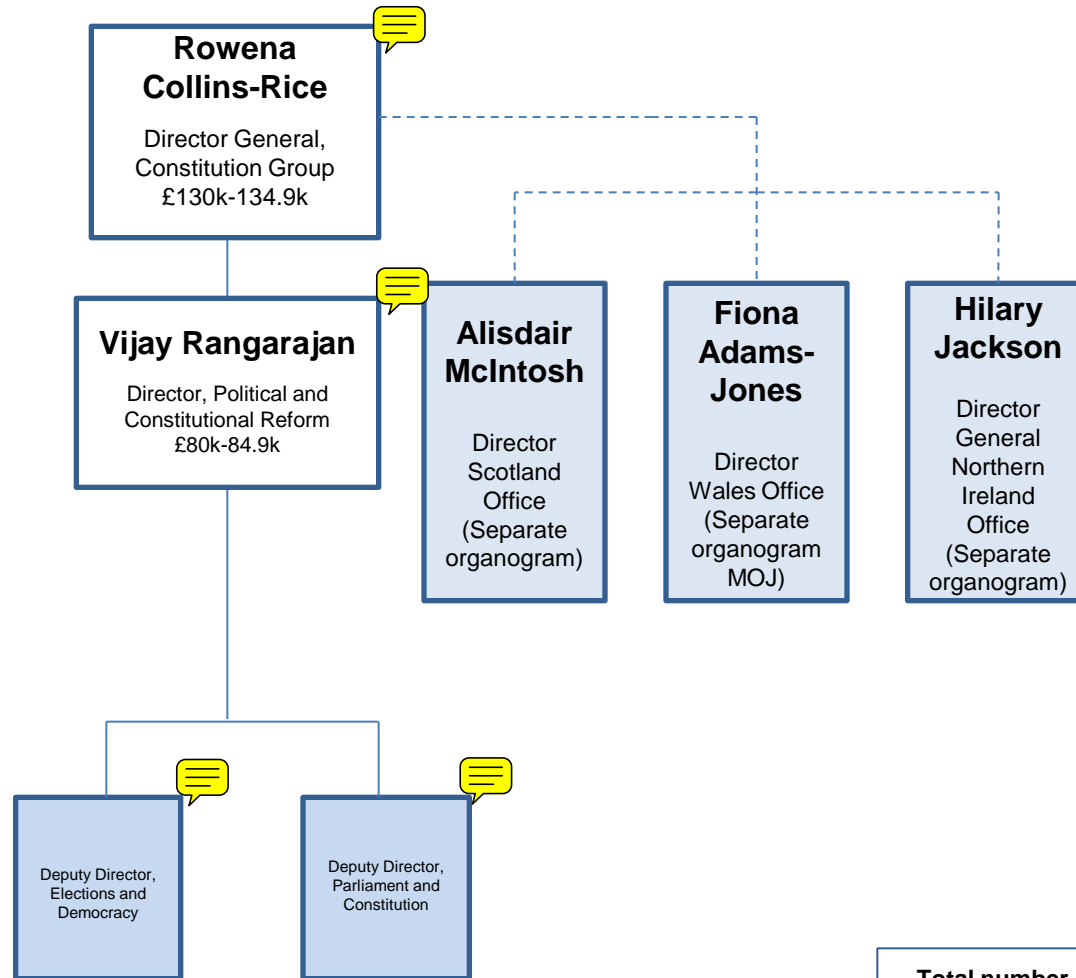 Rowena
Collins-Rice
Director General,
Constitution Group
£130k-134.9k
Vijay Rangarajan
Director, Political and
Constitutional Reform
£80k-84.9k
Alisdair
McIntosh
Director
Scotland
Office
(Separate
organogram)
Fiona
Adams-
Jones
Director
Wales Office
(Separate
organogram
MOJ)
Hilary
Jackson
Director
General
Northern
Ireland
Office
(Separate
organogram)
Deputy Director,
Elections and
Democracy
Deputy Director,
Parliament and
Constitution
Total number